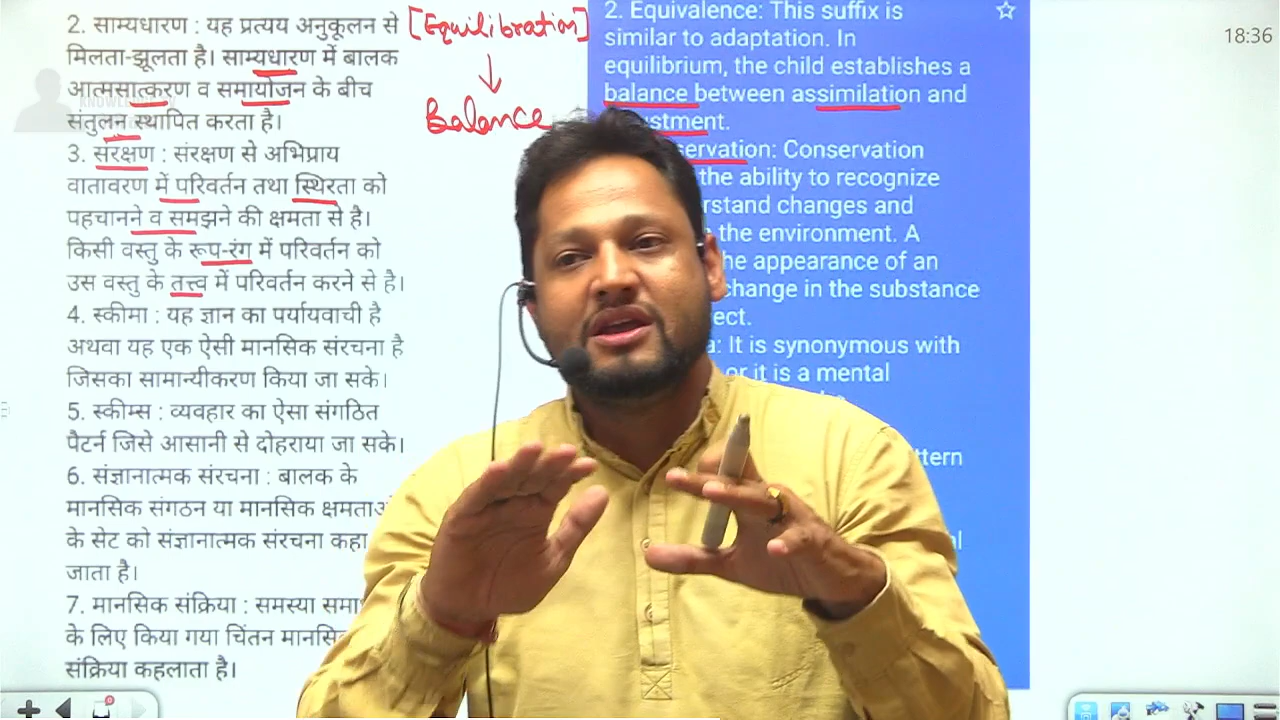 2. साम्यधारण : यह प्रत्यय अनुकूलन से
मिलता-झूलता है। साम्यधारण में बालक
आत्मसात्करण व समायोजन के बीच
संतुलन स्थापित करता है।
3. संरक्षण : संरक्षण से अभिप्राय
वातावरण में परिवर्तन तथा स्थिरता को
पहचानने व समझने की क्षमता से है।
किसी वस्तु के रूप-रंग में परिवर्तन को
उस वस्तु के तत्त्व में परिवर्तन करने से है।
4. स्कीमा : यह ज्ञान का पर्यायवाची है
अथवा यह एक ऐसी मानसिक संरचना है
जिसका सामान्यीकरण किया जा सके।
5. स्कीम्स : व्यवहार का ऐसा संगठित
पैटर्न जिसे आसानी से दोहराया जा सके।
6. संज्ञानात्मक संरचना : बालक के
मानसिक संगठन या मानसिक
के सेट को संज्ञानात्मक संरचना कहा
जाता है।
7. मानसिक संक्रिया : समस्या
के लिए किया गया चिंतन
संक्रिया कहलाता है।
[Equilibration]
↓
Balance
2. Equivalence: This suffix is
similar to adaptation. In
equilibrium, the child establishes a
balance between assimilation and
: Conservation
the ability to recognize
changes and
the environment. A
the appearance of an
change in the substance
: It is synonymous with
or it is a mental
18:36